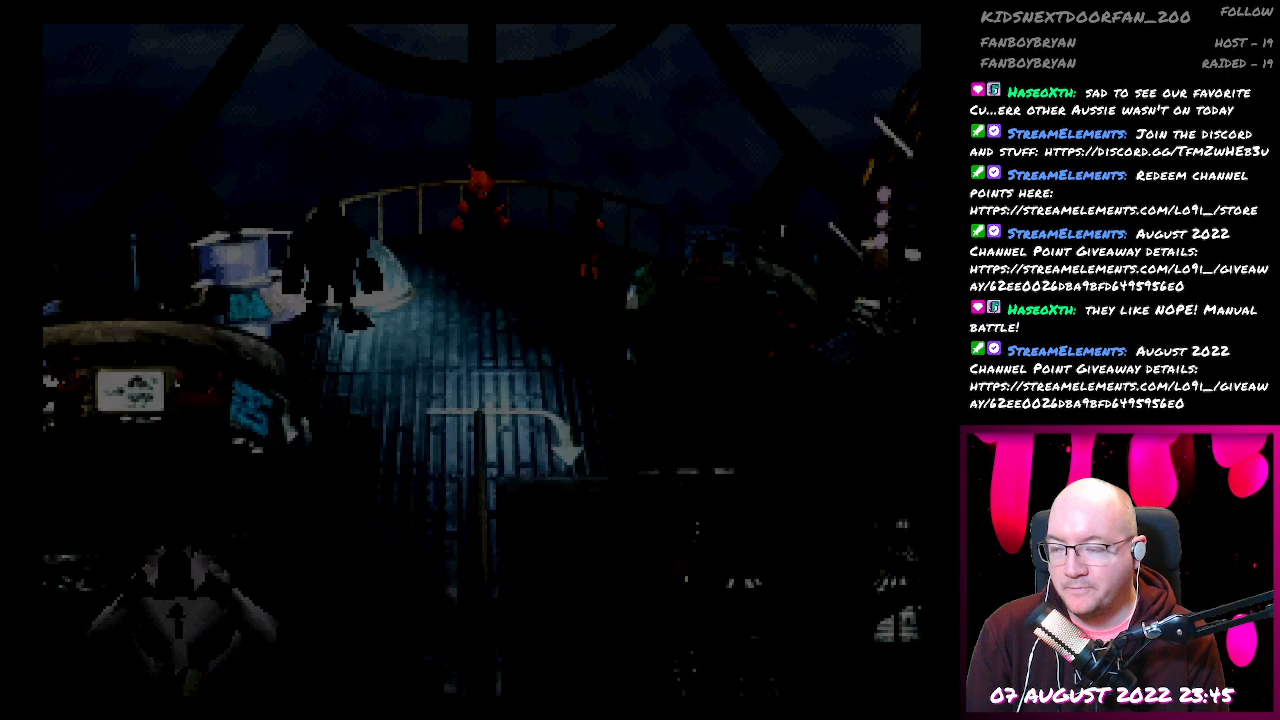 KIDSNEXTDOORFAN_200 FOLLOW
FANBOYBRYAN HOST - 19
FANBOYBRYAN RAIDED - 19
HaseoXth: sad to see our favorite
Cu...err other Aussie wasn't on today
StreamElements: Join the discord
and stuff: https://discord.gg/TfmZwHEb3u
StreamElements: Redeem channel
points here:
https://streamelements.com/lo9i_/store
StreamElements: August 2022
Channel Point Giveaway details:
https://streamelements.com/lo9i_/giveaw
ay/62ee0026dba9bfd6495956e0
HaseoXth: they like NOPE! Manual
battle!
StreamElements: August 2022
Channel Point Giveaway details:
https://streamelements.com/lo9i_/giveaw
ay/62ee0026dba9bfd6495956e0
07 AUGUST 2022 23:45